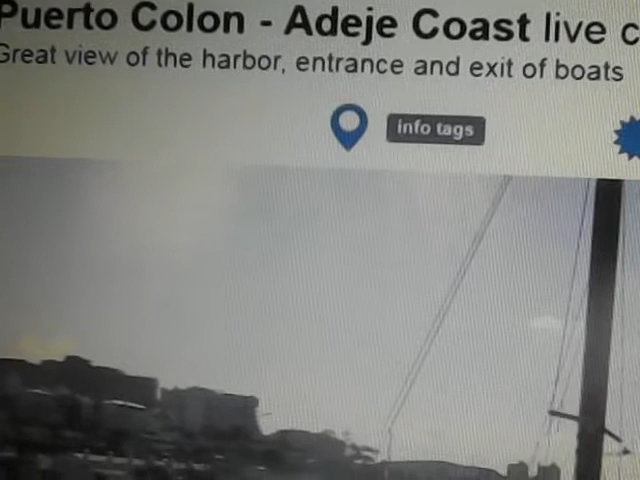 Puerto Colon - Adeje Coast live c
Great view of the harbor, entrance and exit of boats
info tags